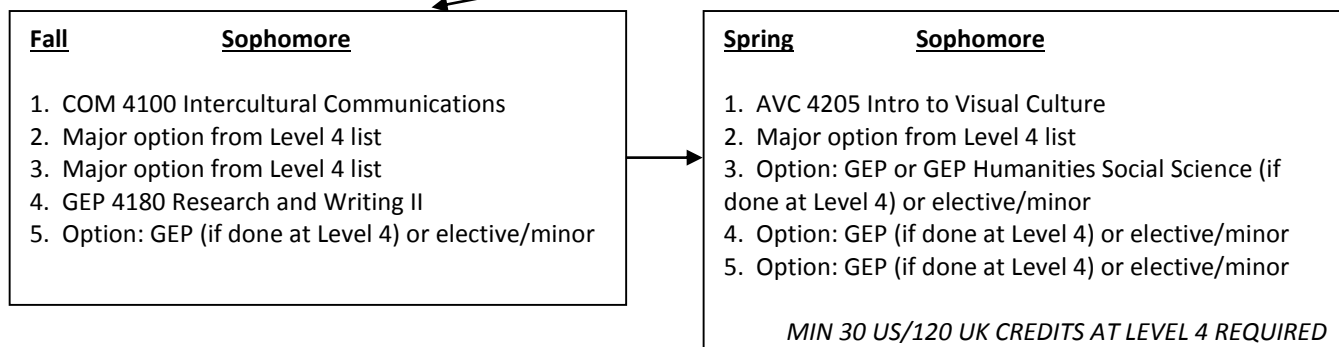 Fall Sophomore
1. COM 4100 Intercultural Communications
2. Major option from Level 4 list
3. Major option from Level 4 list
4. GEP 4180 Research and Writing II
5. Option: GEP (if done at Level 4) or elective/minor
Spring Sophomore
1. AVC 4205 Intro to Visual Culture
2. Major option from Level 4 list
3. Option: GEP or GEP Humanities Social Science (if
done at Level 4) or elective/minor
4. Option: GEP (if done at Level 4) or elective/minor
5. Option: GEP (if done at Level 4) or elective/minor
MIN 30 US/120 UK CREDITS AT LEVEL 4 REQUIRED